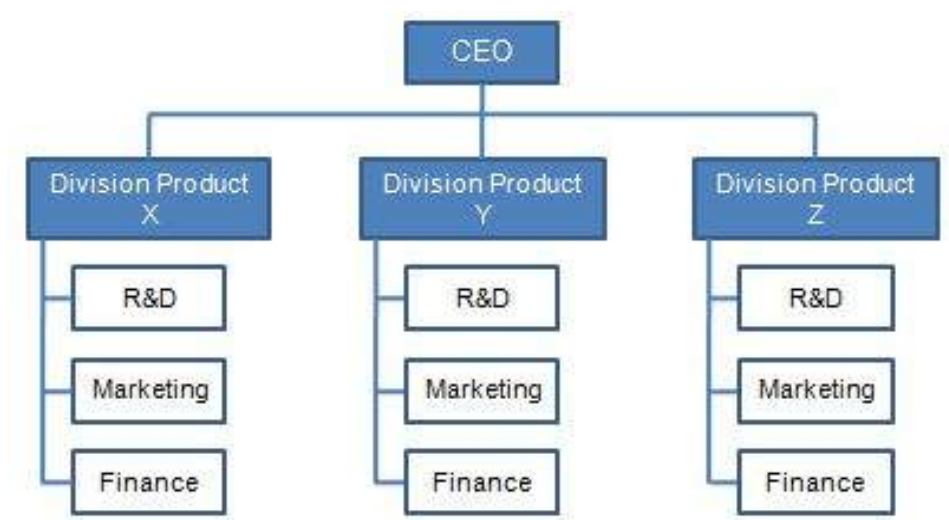 CEO
Division Product
X
Division Product
Y
Division Product
Z
R&D
R&D
R&D
Marketing
Marketing
Marketing
Finance
Finance
Finance